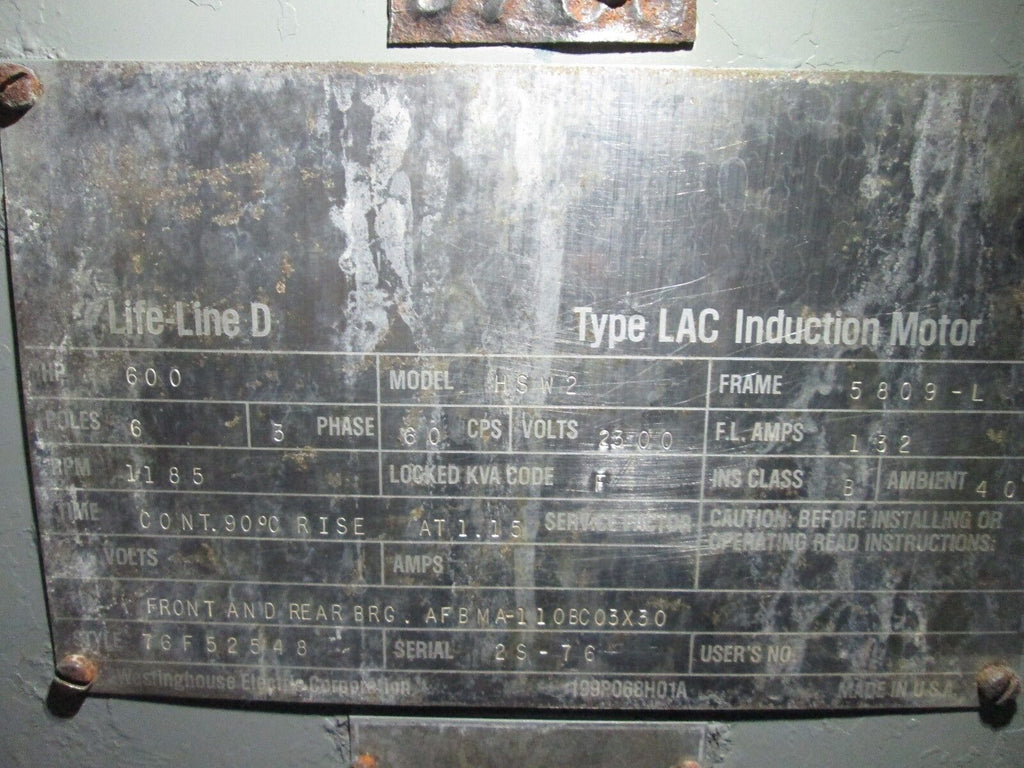 Life-Line D Type LAC Induction Motor
HP 600 MODEL HSW2 FRAME 5809-L
POLES 6 3 PHASE 60 CPS VOLTS 2300 F.L. AMPS 132
RPM 1185 LOCKED KVA CODE F INS CLASS B AMBIENT 40
TIME CONT. 90°C RISE AT 1.15 SERVICE FACTOR CAUTION: BEFORE INSTALLING OR
OPERATING READ INSTRUCTIONS:
VOLTS AMPS
FRONT AND REAR BRG. AFBMA-110BC03X30
STYLE 76F52548 SERIAL 2S-76 USER'S NO.
Westinghouse Electric Corporation 199P068H01A MADE IN U.S.A.